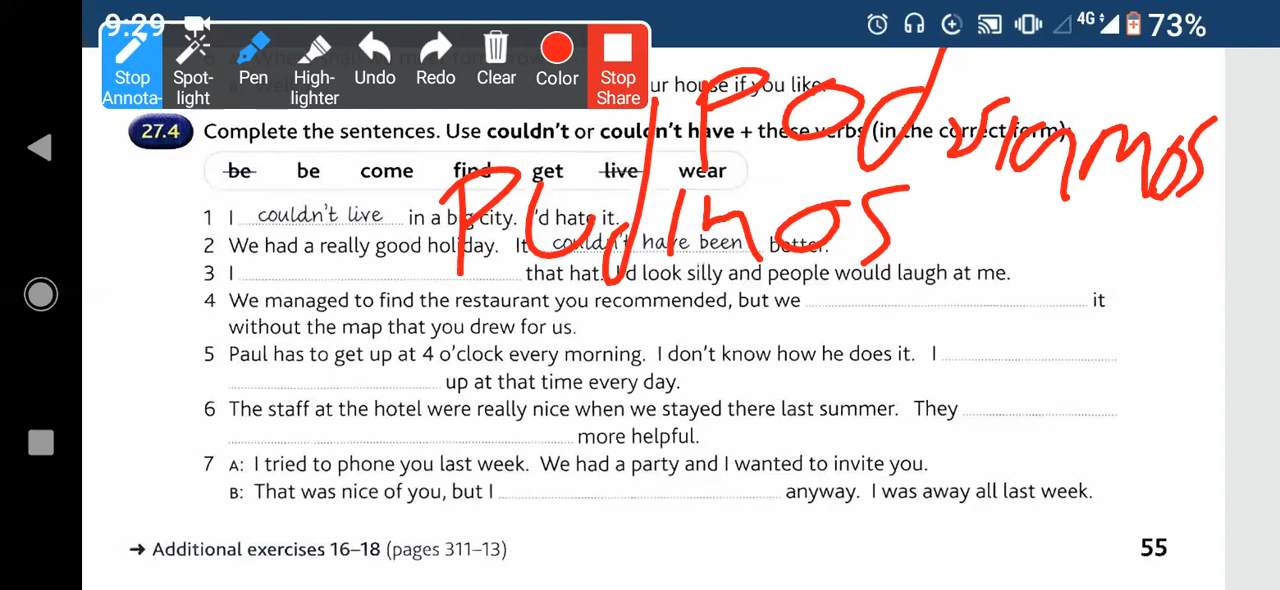 9:29 4G 73%
Stop Annota- Spot-light Pen High-lighter Undo Redo Clear Color Stop Share
ur house if you like.
27.4 Complete the sentences. Use couldn't or couldn't have + these verbs (in the correct form):
be be come find get live wear
Pod
siamos
Pudinos
1 I couldn't live in a big city. I'd hate it.
2 We had a really good holiday. It couldn't have been better.
3 I that hat. I'd look silly and people would laugh at me.
4 We managed to find the restaurant you recommended, but we it
without the map that you drew for us.
5 Paul has to get up at 4 o'clock every morning. I don't know how he does it. I
up at that time every day.
6 The staff at the hotel were really nice when we stayed there last summer. They
more helpful.
7 A: I tried to phone you last week. We had a party and I wanted to invite you.
B: That was nice of you, but I anyway. I was away all last week.
→ Additional exercises 16–18 (pages 311–13) 55